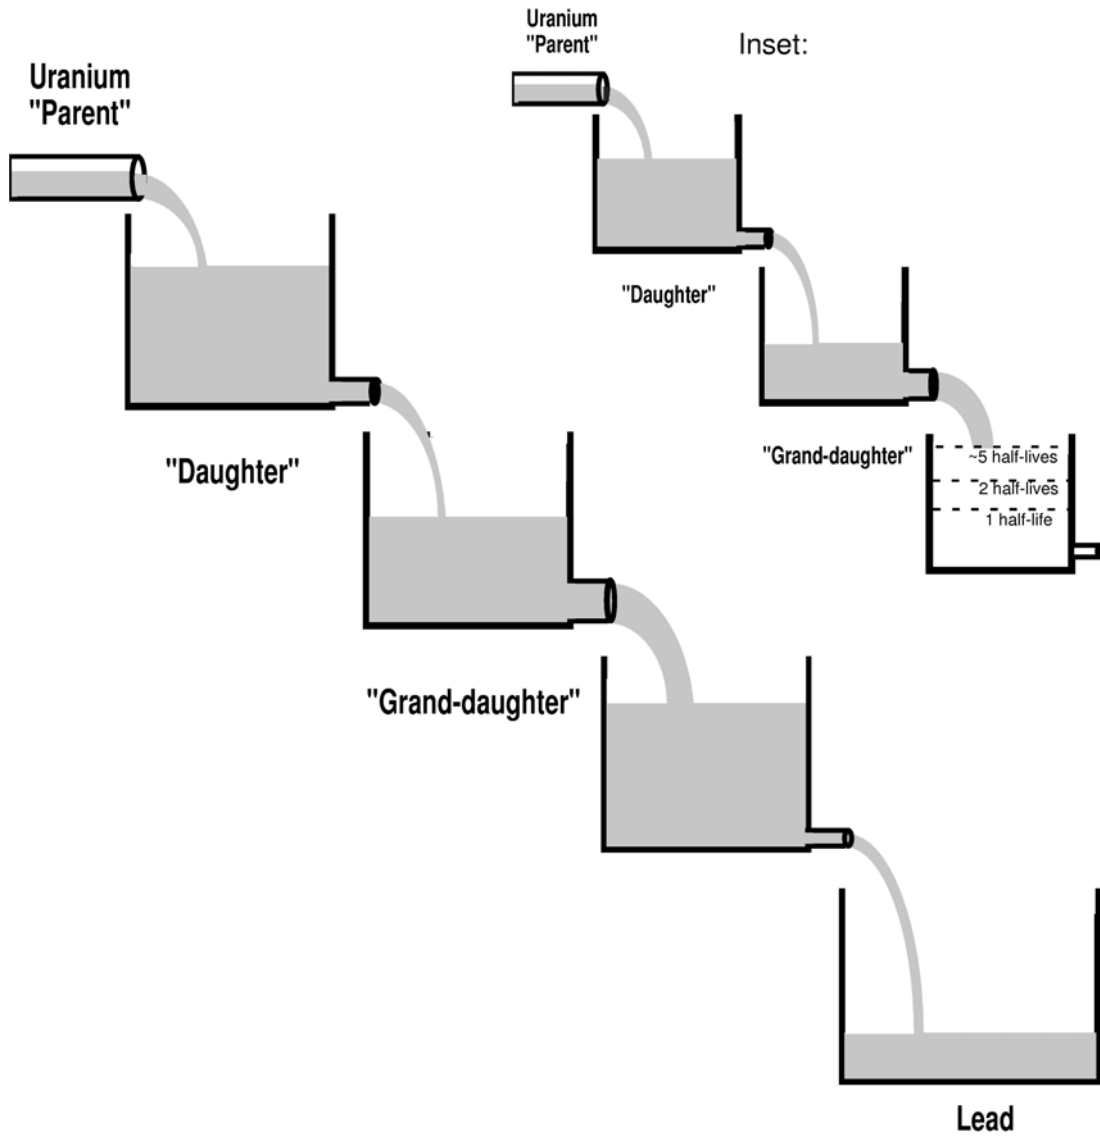 Uranium
"Parent"
Inset:
Uranium
"Parent"
"Daughter"
"Grand-daughter"
~5 half-lives
2 half-lives
1 half-life
"Daughter"
"Grand-daughter"
Lead